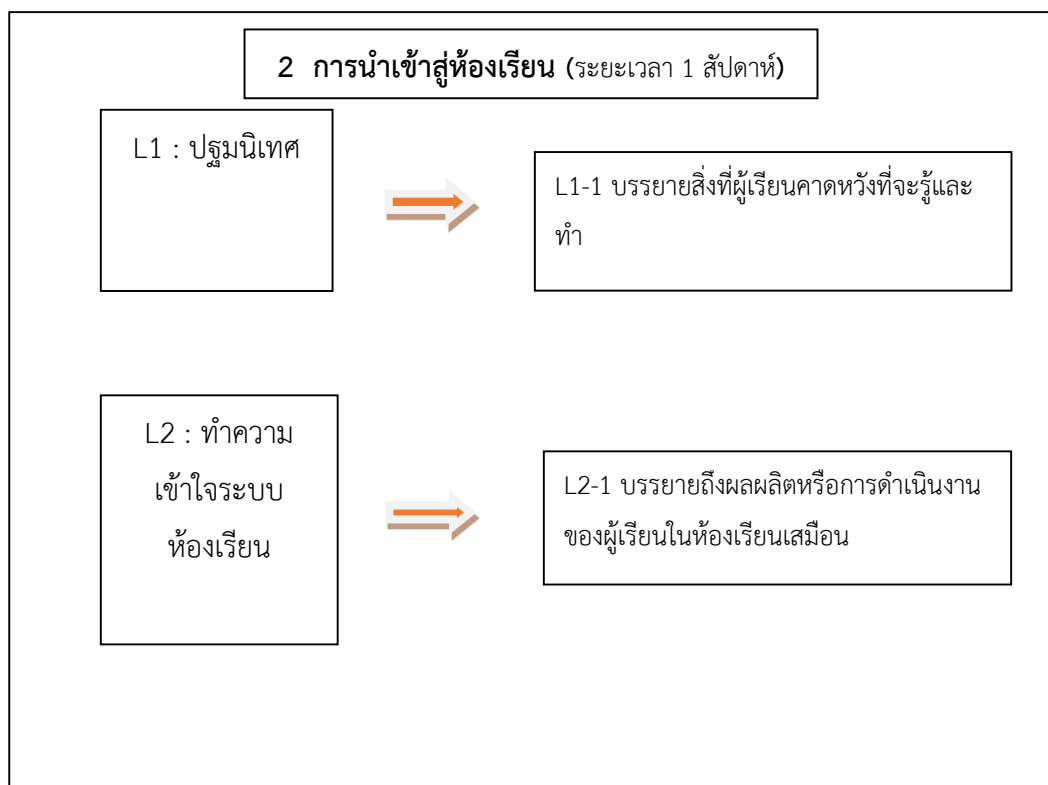 2 การนำเข้าสู่ห้องเรียน (ระยะเวลา 1 สัปดาห์)
L1 : ปฐมนิเทศ
L1-1 บรรยายสิ่งที่ผู้เรียนคาดหวังที่จะรู้และ
ทำ
L2 : ทำความ
เข้าใจระบบ
ห้องเรียน
L2-1 บรรยายถึงผลผลิตหรือการดำเนินงาน
ของผู้เรียนในห้องเรียนเสมือน